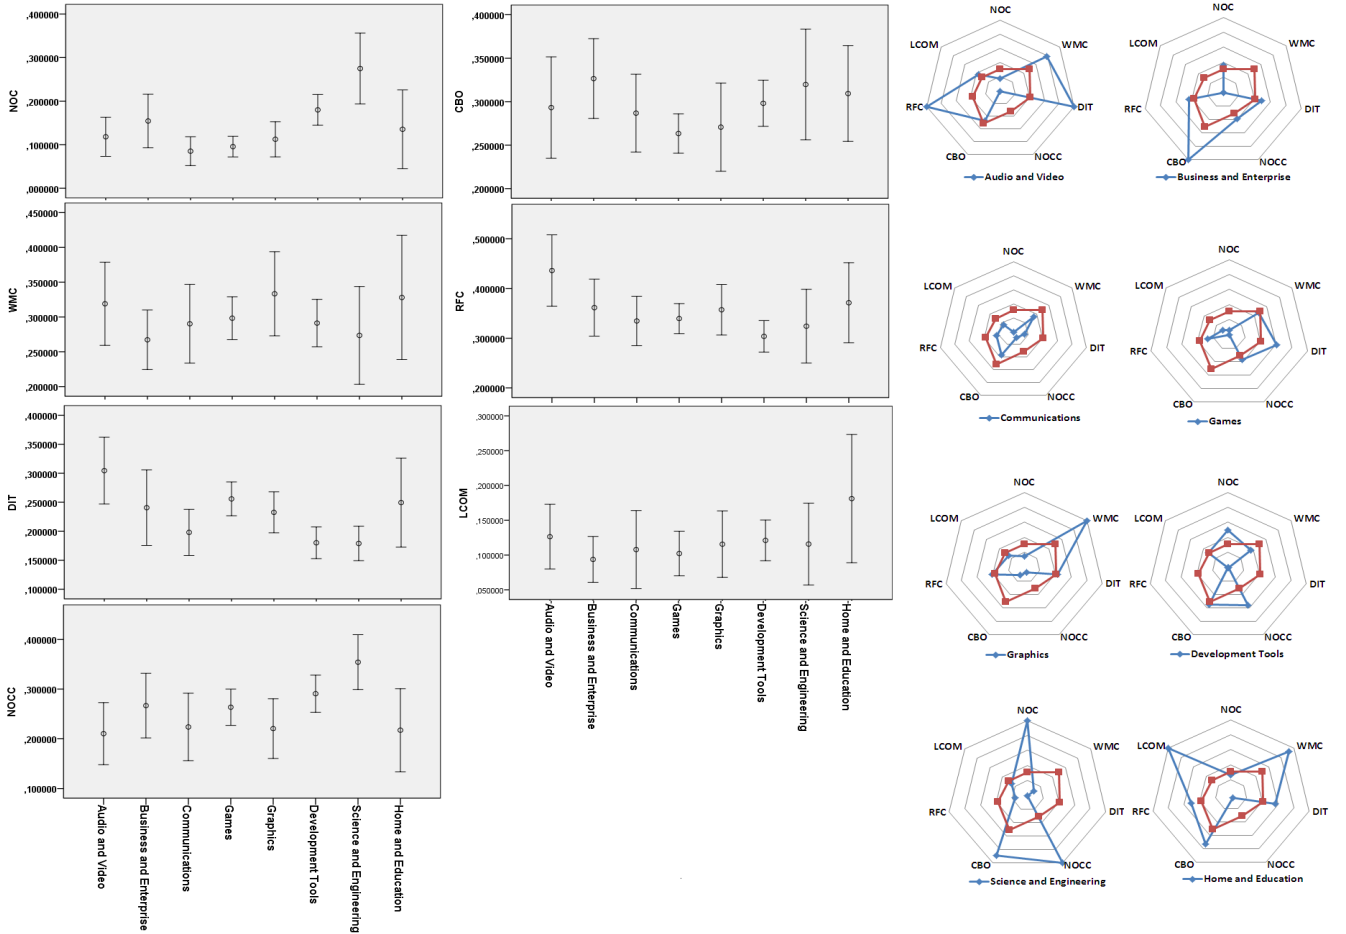 NOC
,400000
,300000
,200000
,100000
,000000
WMC
,450000
,400000
,350000
,300000
,250000
,200000
DIT
,400000
,350000
,300000
,250000
,200000
,150000
,100000
NOCC
,400000
,300000
,200000
,100000
Audio and Video
Business and Enterprise
Communications
Games
Graphics
Development Tools
Science and Engineering
Home and Education
CBO
,400000
,350000
,300000
,250000
,200000
RFC
,500000
,400000
,300000
,200000
LCOM
,300000
,250000
,200000
,150000
,100000
,050000
Audio and Video
Business and Enterprise
Communications
Games
Graphics
Development Tools
Science and Engineering
Home and Education
NOC
WMC
DIT
NOCC
CBO
RFC
LCOM
Audio and Video
NOC
WMC
DIT
NOCC
CBO
RFC
LCOM
Business and Enterprise
NOC
WMC
DIT
NOCC
CBO
RFC
LCOM
Communications
NOC
WMC
DIT
NOCC
CBO
RFC
LCOM
Games
NOC
WMC
DIT
NOCC
CBO
RFC
LCOM
Graphics
NOC
WMC
DIT
NOCC
CBO
RFC
LCOM
Development Tools
NOC
WMC
DIT
NOCC
CBO
RFC
LCOM
Science and Engineering
NOC
WMC
DIT
NOCC
CBO
RFC
LCOM
Home and Education